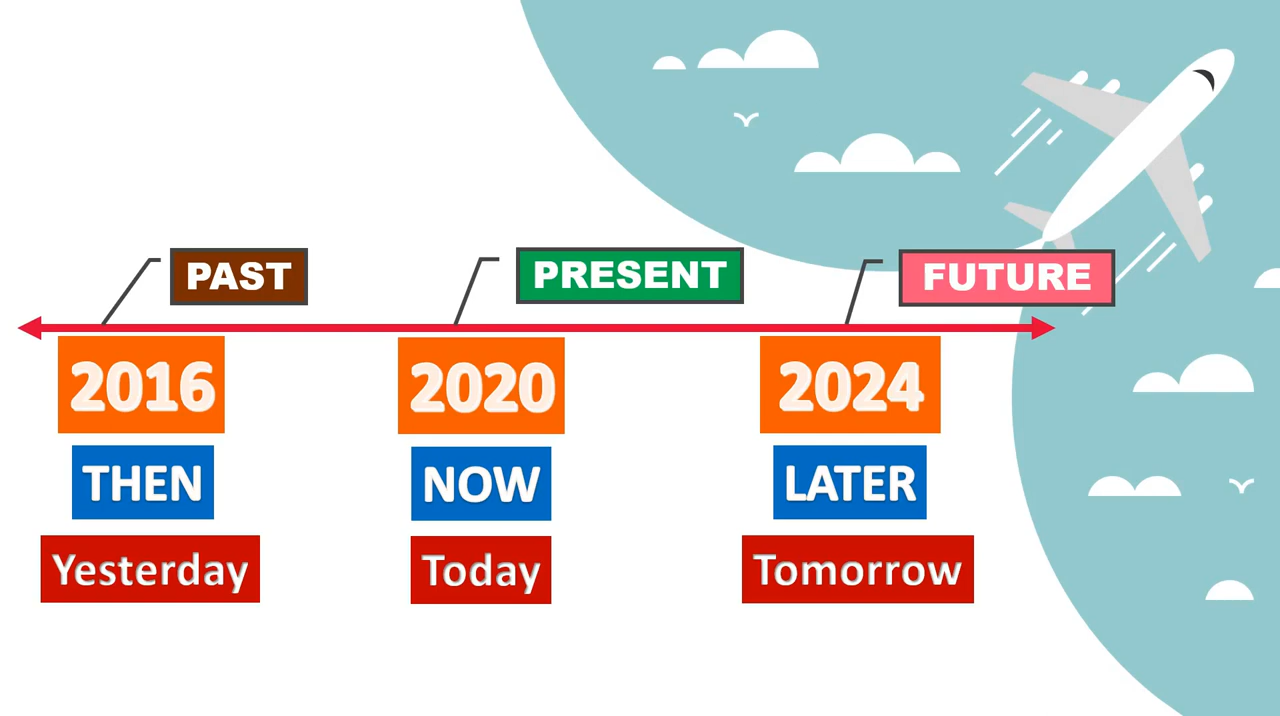 PAST
PRESENT
FUTURE
2016
2020
2024
THEN
NOW
LATER
Yesterday
Today
Tomorrow